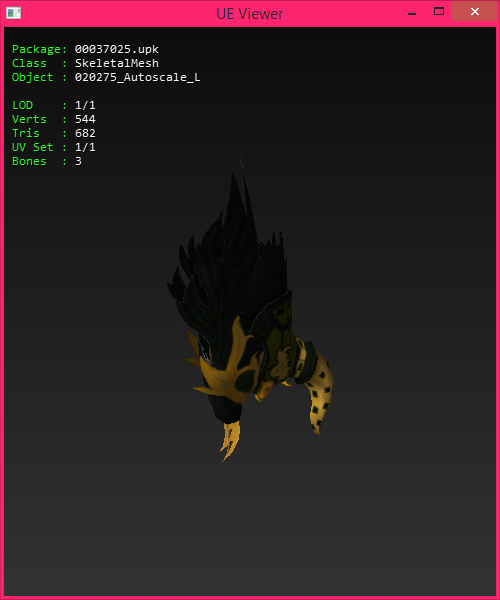 UE Viewer
Package: 00037025.upk
Class : SkeletalMesh
Object : 020275_Autoscale_L
LOD : 1/1
Verts : 544
Tris : 682
UV Set : 1/1
Bones : 3